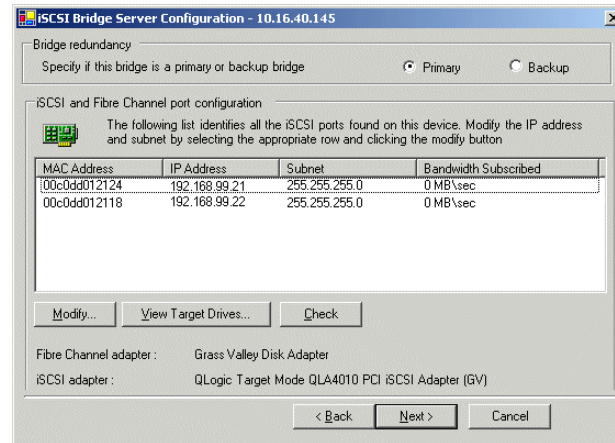 iSCSI Bridge Server Configuration - 10.16.40.145
Bridge redundancy
Specify if this bridge is a primary or backup bridge Primary Backup
iSCSI and Fibre Channel port configuration
The following list identifies all the iSCSI ports found on this device. Modify the IP address
and subnet by selecting the appropriate row and clicking the modify button
MAC Address IP Address Subnet Bandwidth Subscribed
00c0dd012124 192.168.99.21 255.255.255.0 0 MB\sec
00c0dd012118 192.168.99.22 255.255.255.0 0 MB\sec
Modify... View Target Drives... Check
Fibre Channel adapter : Grass Valley Disk Adapter
iSCSI adapter : QLogic Target Mode QLA4010 PCI iSCSI Adapter (GV)
< Back Next > Cancel